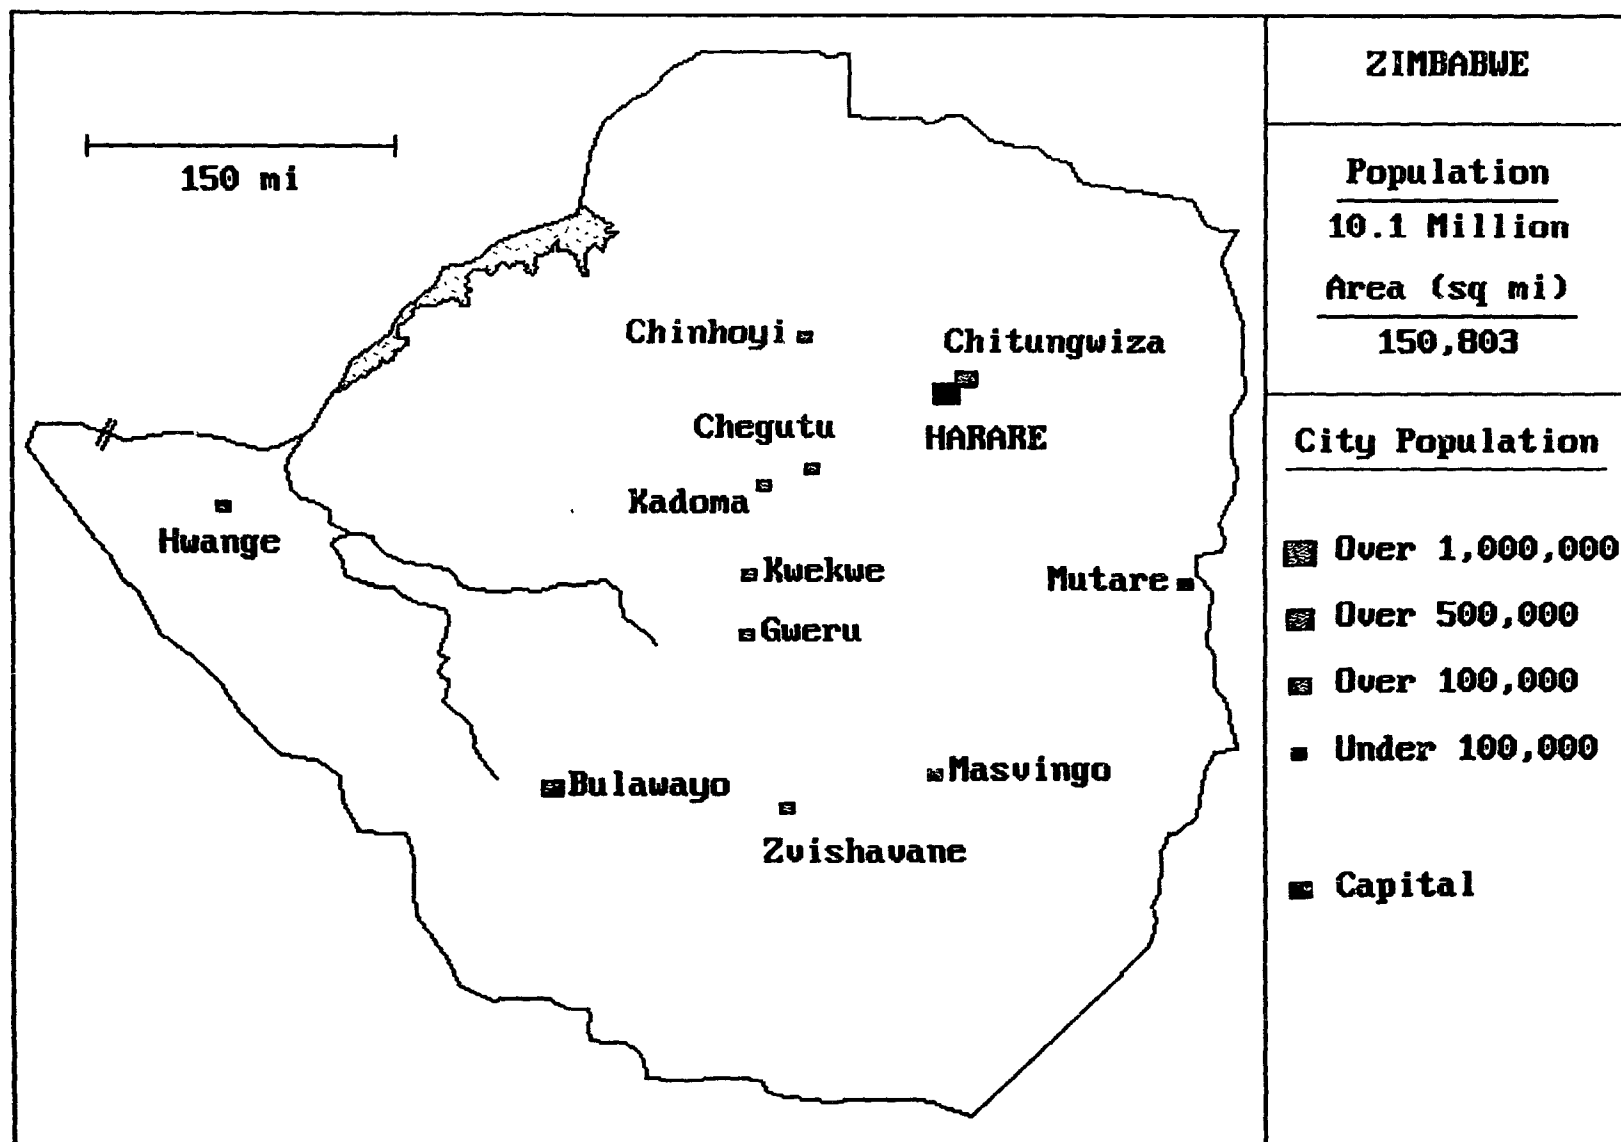 ZIMBABWE
150 mi
Population
10.1 Million
Area (sq mi)
150,803
Chinhoyi
Chitungwiza
Chegutu
HARARE
City Population
Kadoma
Hwange
Over 1,000,000
Kwekwe
Mutare
Over 500,000
Gweru
Over 100,000
Under 100,000
Bulawayo
Masvingo
Zvishavane
Capital